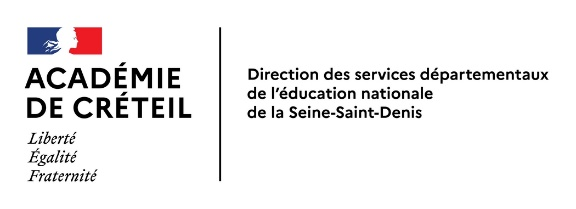 ACADÉMIE
DE CRÉTEIL
Liberté
Égalité
Fraternité
Direction des services départementaux
de l'éducation nationale
de la Seine-Saint-Denis